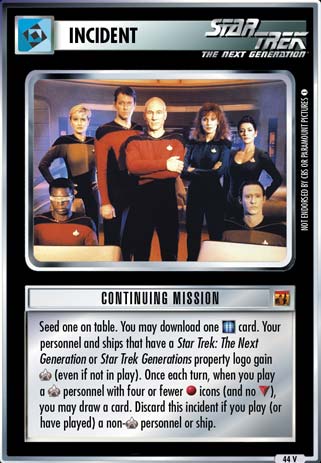 INCIDENT
STAR TREK
THE NEXT GENERATION
NOT ENDORSED BY CBS OR PARAMOUNT PICTURES
CONTINUING MISSION
Seed one on table. You may download one card. Your
personnel and ships that have a Star Trek: The Next
Generation or Star Trek Generations property logo gain
(even if not in play). Once each turn, when you play
a personnel with four or fewer icons (and no ),
you may draw a card. Discard this incident if you play (or
have played) a non- personnel or ship.
44 V